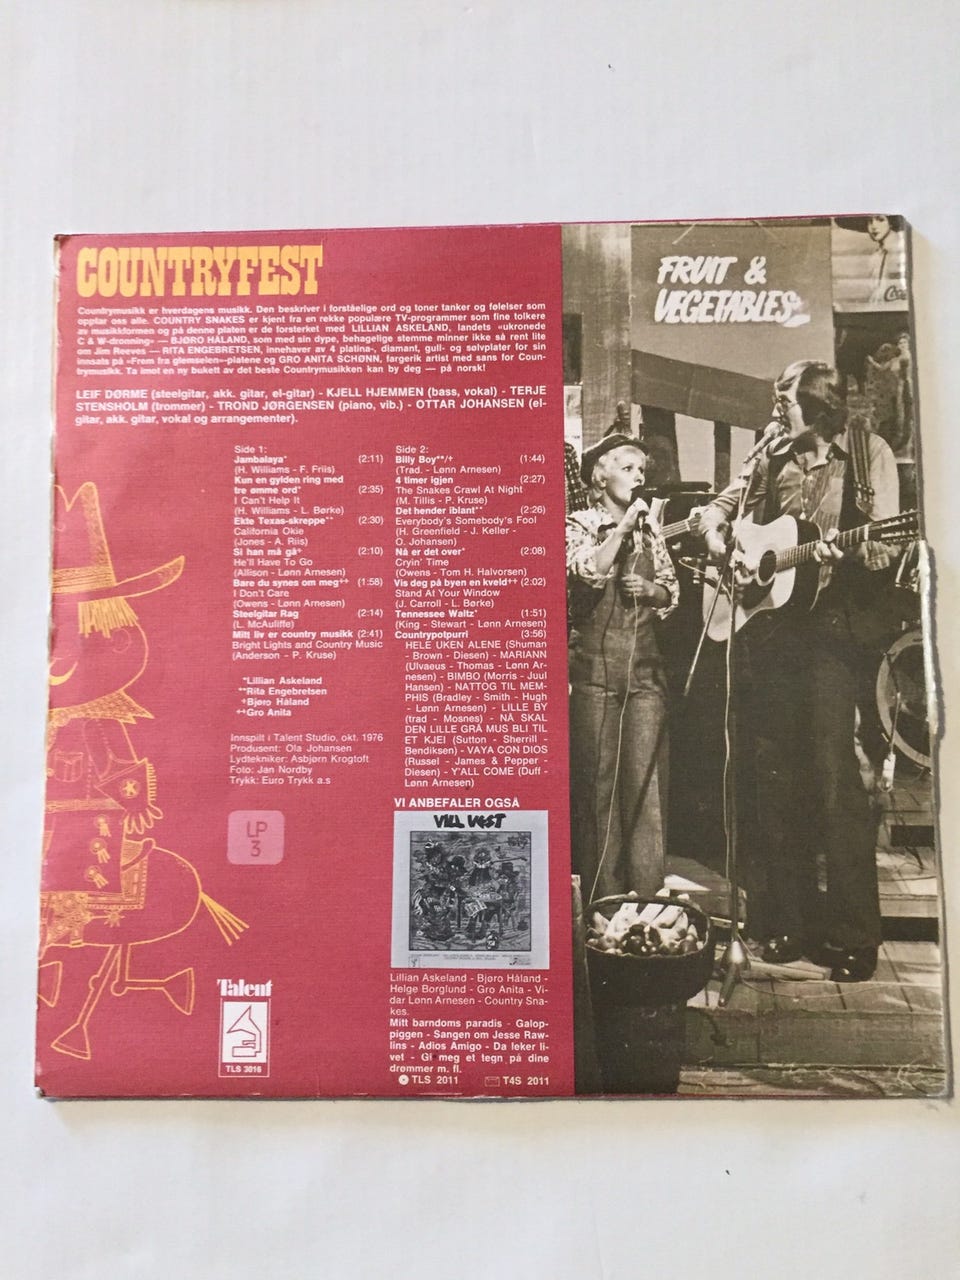 COUNTRYFEST
Countrymusikk er hverdagens musikk. Den beskriver i forståelige ord og toner tanker og følelser som
opptar oss alle. COUNTRY SNAKES er kjent fra en rekke populære TV-programmer som fine tolkere
av musikkformen og på denne platen er de forsterket med LILLIAN ASKELAND, landets «ukronede
C & W-dronning» — BJØRO HÅLAND, som med sin dype, behagelige stemme minner ikke så rent lite
om Jim Reeves — RITA ENGEBRETSEN, innehaver av 4 platina-, diamant, gull- og sølvplater for sin
innsats på «Frem fra glemselen»-platene og GRO ANITA SCHØNN, fargerik artist med sans for Coun-
trymusikk. Ta imot en ny bukett av det beste Countrymusikken kan by deg — på norsk!
LEIF DØRME (steelgitar, akk. gitar, el-gitar) - KJELL HJEMMEN (bass, vokal) - TERJE
STENSHOLM (trommer) - TROND JØRGENSEN (piano, vib.) - OTTAR JOHANSEN (el-
gitar, akk. gitar, vokal og arrangementer).
Side 1:
Jambalaya* (2:11)
(H. Williams - F. Friis)
Kun en gylden ring med
tre ømme ord* (2:35)
I Can't Help It
(H. Williams - L. Børke)
Ekte Texas-skreppe** (2:30)
California Okie
(Jones - A. Riis)
Si han må gå+ (2:10)
He'll Have To Go
(Allison - Lønn Arnesen)
Bare du synes om meg++ (1:58)
I Don't Care
(Owens - Lønn Arnesen)
Steelgitar Rag (2:14)
(L. McAuliffe)
Mitt liv er country musikk (2:41)
Bright Lights and Country Music
(Anderson - P. Kruse)
*Lillian Askeland
**Rita Engebretsen
+Bjøro Håland
++Gro Anita
Innspilt i Talent Studio, okt. 1976
Produsent: Ola Johansen
Lydtekniker: Asbjørn Krogtoft
Foto: Jan Nordby
Trykk: Euro Trykk a.s
LP
3
Talent
TLS 3016
Side 2:
Billy Boy**/+ (1:44)
(Trad. - Lønn Arnesen)
4 timer igjen (2:27)
The Snakes Crawl At Night
(M. Tillis - P. Kruse)
Det hender iblant** (2:26)
Everybody's Somebody's Fool
(H. Greenfield - J. Keller -
O. Johansen)
Nå er det over* (2:08)
Cryin' Time
(Owens - Tom H. Halvorsen)
Vis deg på byen en kveld++ (2:02)
Stand At Your Window
(J. Carroll - L. Børke)
Tennessee Waltz* (1:51)
(King - Stewart - Lønn Arnesen)
Countrypotpurri (3:56)
HELE UKEN ALENE (Shuman
- Brown - Diesen) - MARIANN
(Ulvaeus - Thomas - Lønn Ar-
nesen) - BIMBO (Morris - Juul
Hansen) - NATTOG TIL MEM-
PHIS (Bradley - Smith - Hugh
- Lønn Arnesen) - LILLE BY
(trad - Mosnes) - NÅ SKAL
DEN LILLE GRÅ MUS BLI TIL
ET KJEI (Sutton - Sherrill -
Bendiksen) - VAYA CON DIOS
(Russel - James & Pepper -
Diesen) - Y'ALL COME (Duff -
Lønn Arnesen)
VI ANBEFALER OGSÅ
VILL VEST
Lillian Askeland - Bjøro Håland -
Helge Borglund - Gro Anita - Vi-
dar Lønn Arnesen - Country Sna-
kes.
Mitt barndoms paradis - Galop-
piggen - Sangen om Jesse Raw-
lins - Adios Amigo - Da leker li-
vet - Gi meg et tegn på dine
drømmer m. fl.
TLS 2011 T4S 2011
FRUIT &
VEGETABLES